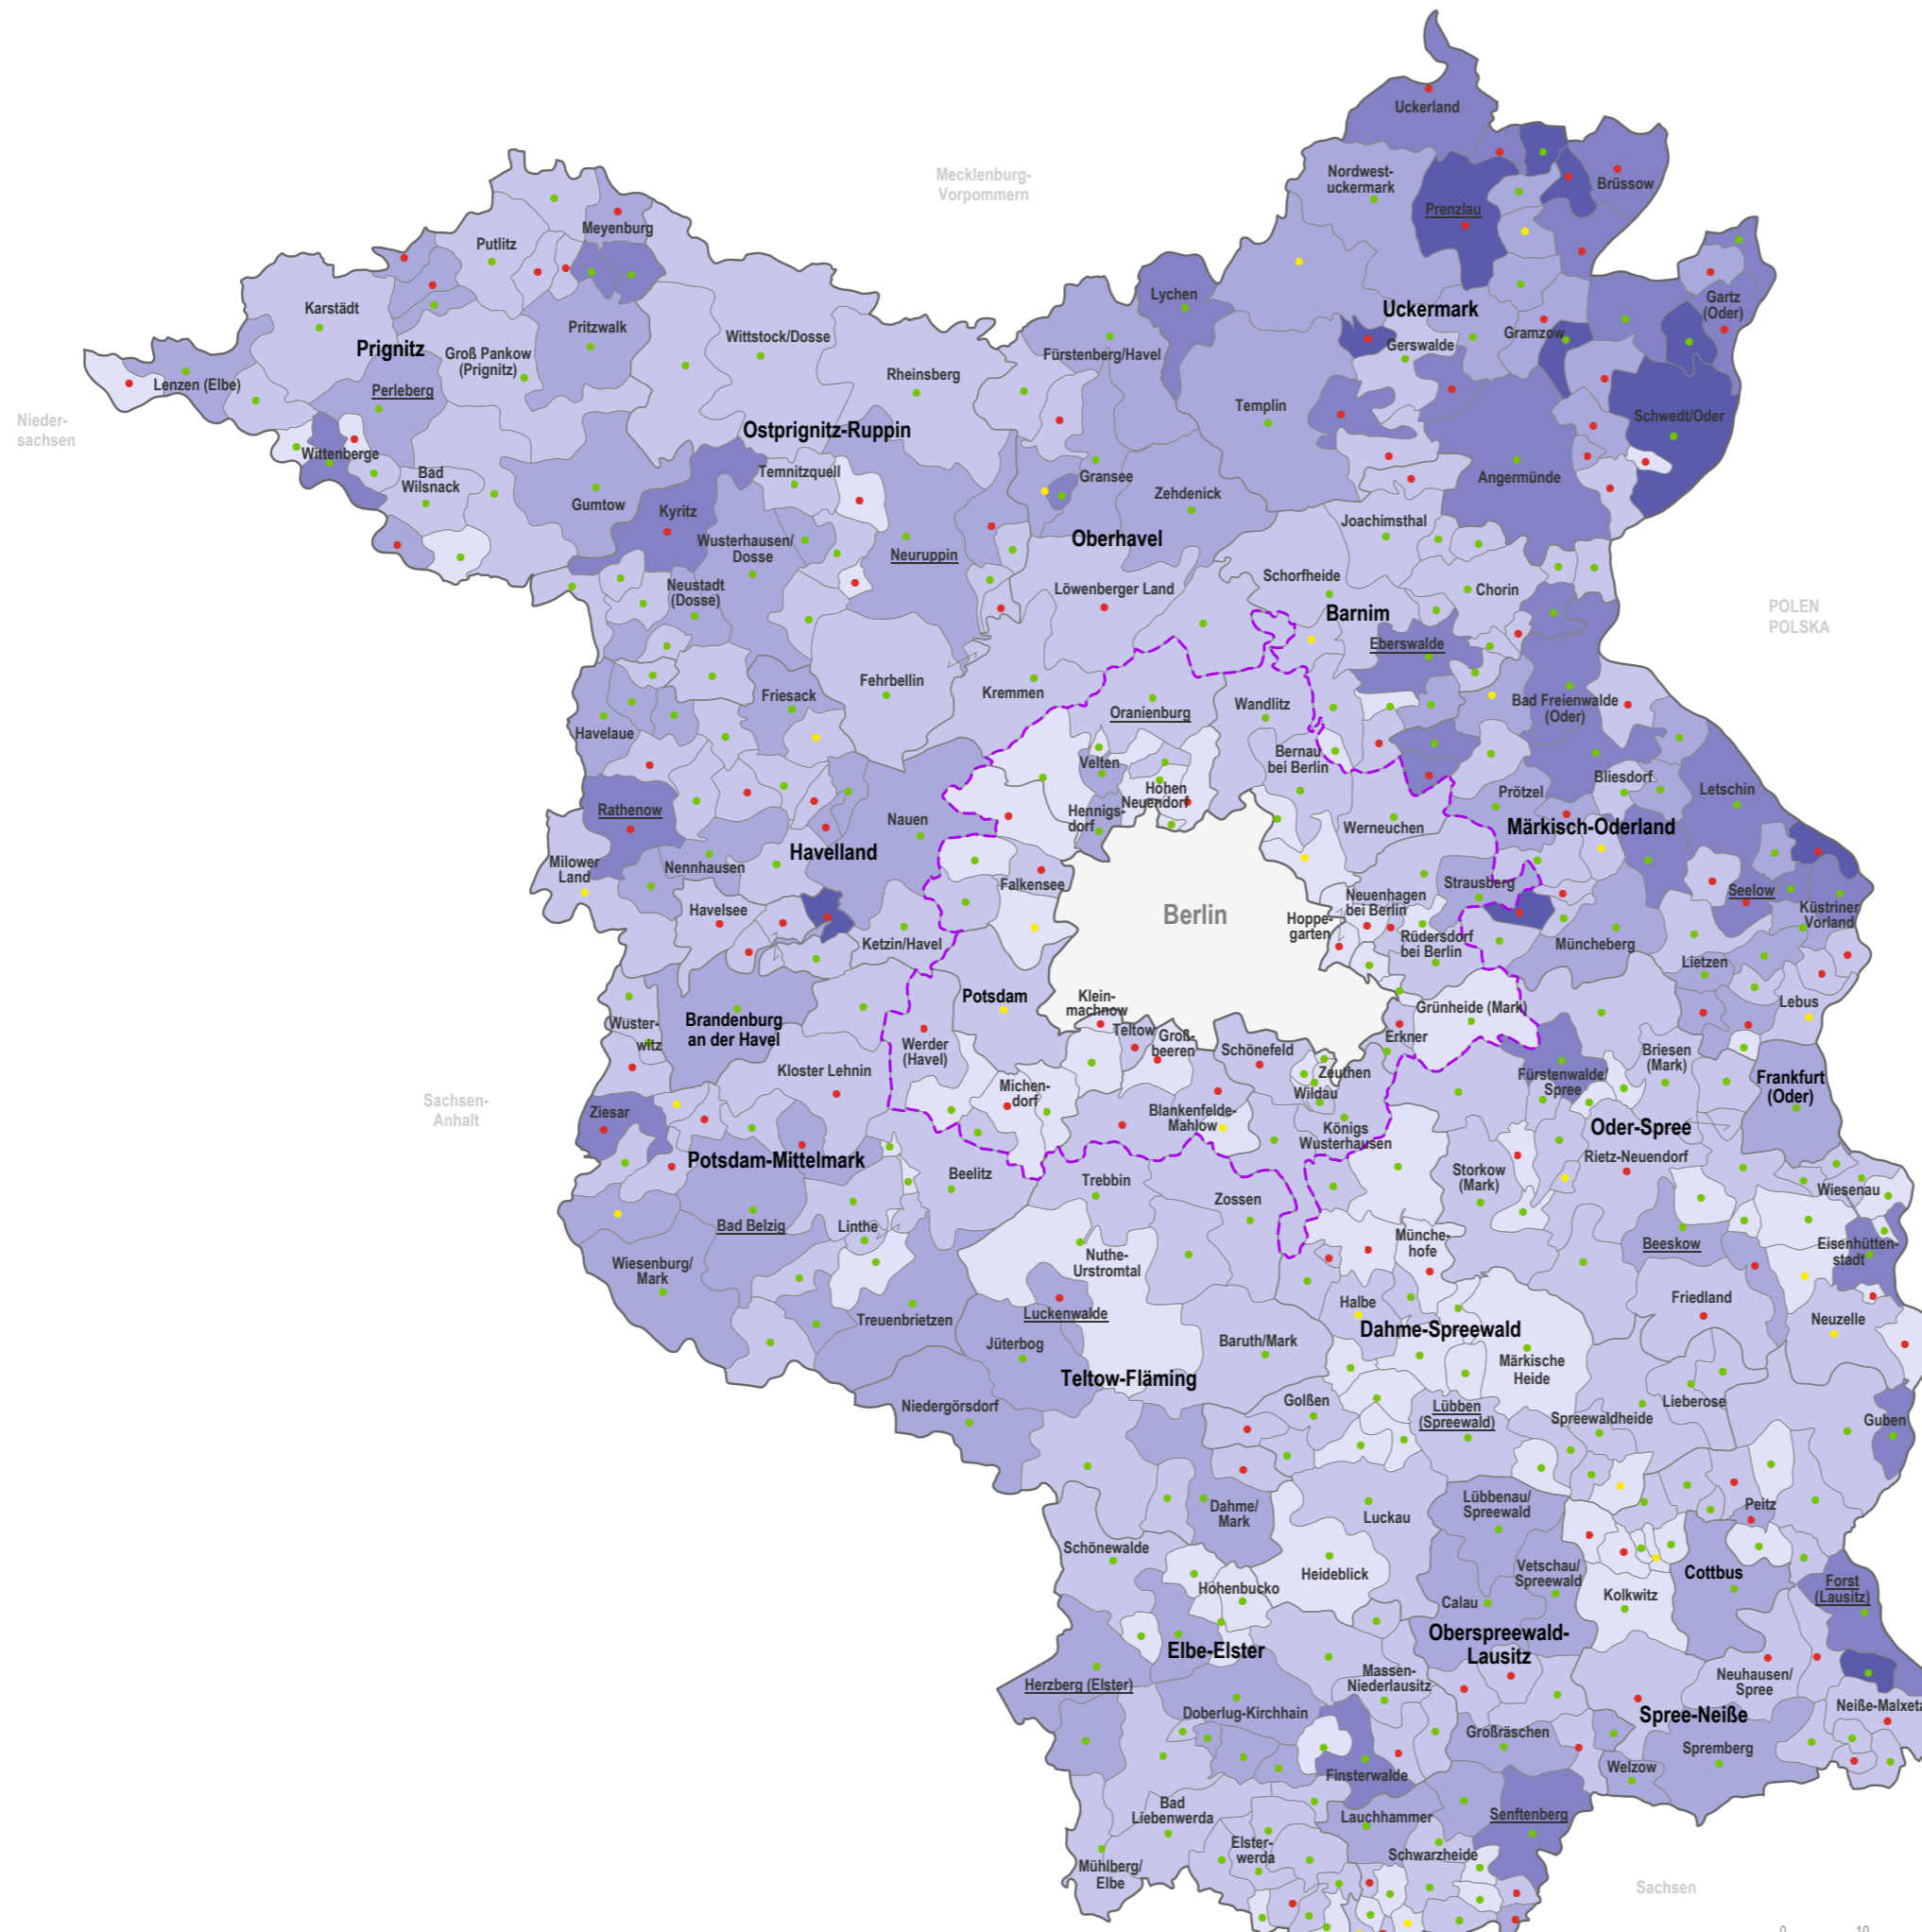 Uckerland
Mecklenburg-
Vorpommern
Nordwest-
uckermark
Brüssow
Prenzlau
Meyenburg
Putlitz
Karstädt
Lychen
Uckermark
Gartz
(Oder)
Pritzwalk
Wittstock/Dosse
Gramzow
Gerswalde
Prignitz
Groß Pankow
(Prignitz)
Fürstenberg/Havel
Rheinsberg
Lenzen (Elbe)
Perleberg
Templin
Schwedt/Oder
Nieder-
sachsen
Ostprignitz-Ruppin
Wittenberge
Bad
Wilsnack
Temnitzquell
Gransee
Angermünde
Zehdenick
Gumtow
Kyritz
Joachimsthal
Wusterhausen/
Dosse
Neuruppin
Oberhavel
Schorfheide
Neustadt
(Dosse)
Löwenberger Land
Chorin
Barnim
POLEN
POLSKA
Eberswalde
Fehrbellin
Kremmen
Friesack
Oranienburg
Wandlitz
Bad Freienwalde
(Oder)
Havelaue
Velten
Bernau
bei Berlin
Bliesdorf
Letschin
Rathenow
Hohen
Neuendorf
Prötzel
Hennigs-
dorf
Nauen
Werneuchen
Märkisch-Oderland
Havelland
Milower
Land
Nennhausen
Falkensee
Strausberg
Seelow
Neuenhagen
bei Berlin
Havelsee
Berlin
Hoppe-
garten
Küstriner
Vorland
Ketzin/Havel
Rüdersdorf
bei Berlin
Müncheberg
Lietzen
Potsdam
Klein-
machnow
Grünheide (Mark)
Lebus
Brandenburg
an der Havel
Wuster-
witz
Werder
(Havel)
Teltow
Groß-
beeren
Schönefeld
Erkner
Briesen
(Mark)
Kloster Lehnin
Zeuthen
Fürstenwalde/
Spree
Frankfurt
(Oder)
Michen-
dorf
Wildau
Sachsen-
Anhalt
Ziesar
Blankenfelde-
Mahlow
Königs
Wusterhausen
Oder-Spree
Potsdam-Mittelmark
Rietz-Neuendorf
Beelitz
Trebbin
Storkow
(Mark)
Wiesenau
Zossen
Bad Belzig
Linthe
Münche-
hofe
Beeskow
Eisenhütten-
stadt
Nuthe-
Urstromtal
Wiesenburg/
Mark
Friedland
Halbe
Luckenwalde
Treuenbrietzen
Neuzelle
Dahme-Spreewald
Jüterbog
Baruth/Mark
Märkische
Heide
Teltow-Fläming
Golßen
Lieberose
Niedergörsdorf
Lübben
(Spreewald)
Spreewaldheide
Guben
Lübbenau/
Spreewald
Peitz
Dahme/
Mark
Luckau
Schönewalde
Heideblick
Vetschau/
Spreewald
Cottbus
Forst
(Lausitz)
Hohenbucko
Kolkwitz
Calau
Elbe-Elster
Oberspreewald-
Lausitz
Massen-
Niederlausitz
Neuhausen/
Spree
Herzberg (Elster)
Neiße-Malxeta
Doberlug-Kirchhain
Spree-Neiße
Großräschen
Spremberg
Finsterwalde
Welzow
Bad
Liebenwerda
Lauchhammer
Senftenberg
Elster-
werda
Schwarzheide
Mühlberg/
Elbe
Sachsen
0 10